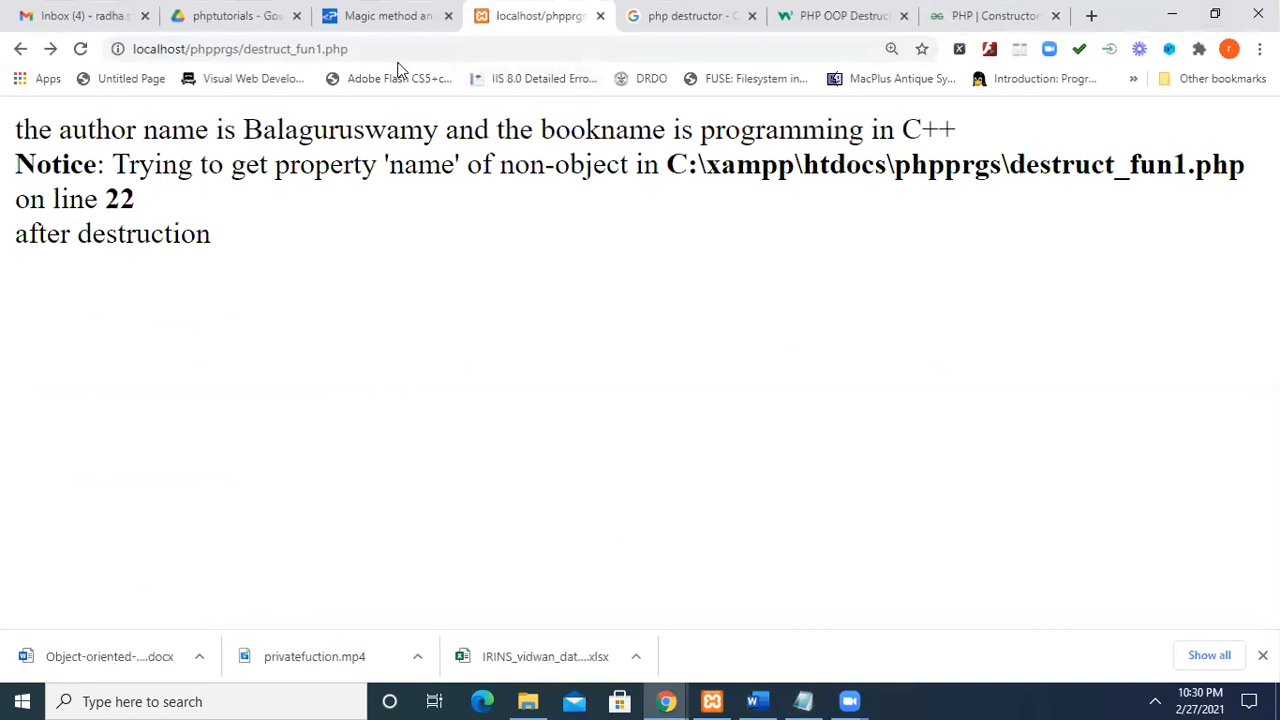 Inbox (4) - radha.s
phptutorials - Goo
Magic method an
localhost/phpprgs
php destructor - G
PHP OOP Destruct
PHP | Constructor
localhost/phpprgs/destruct_fun1.php
Apps
Untitled Page
Visual Web Develo...
Adobe Flash CS5+c...
IIS 8.0 Detailed Erro...
DRDO
FUSE: Filesystem in...
MacPlus Antique Sy...
Introduction: Progr...
»
Other bookmarks
the author name is Balaguruswamy and the bookname is programming in C++
Notice: Trying to get property 'name' of non-object in C:\xampp\htdocs\phpprgs\destruct_fun1.php
on line 22
after destruction
Object-oriented-....docx
privatefuction.mp4
IRINS_vidwan_dat....xlsx
Show all
Type here to search
10:30 PM
2/27/2021